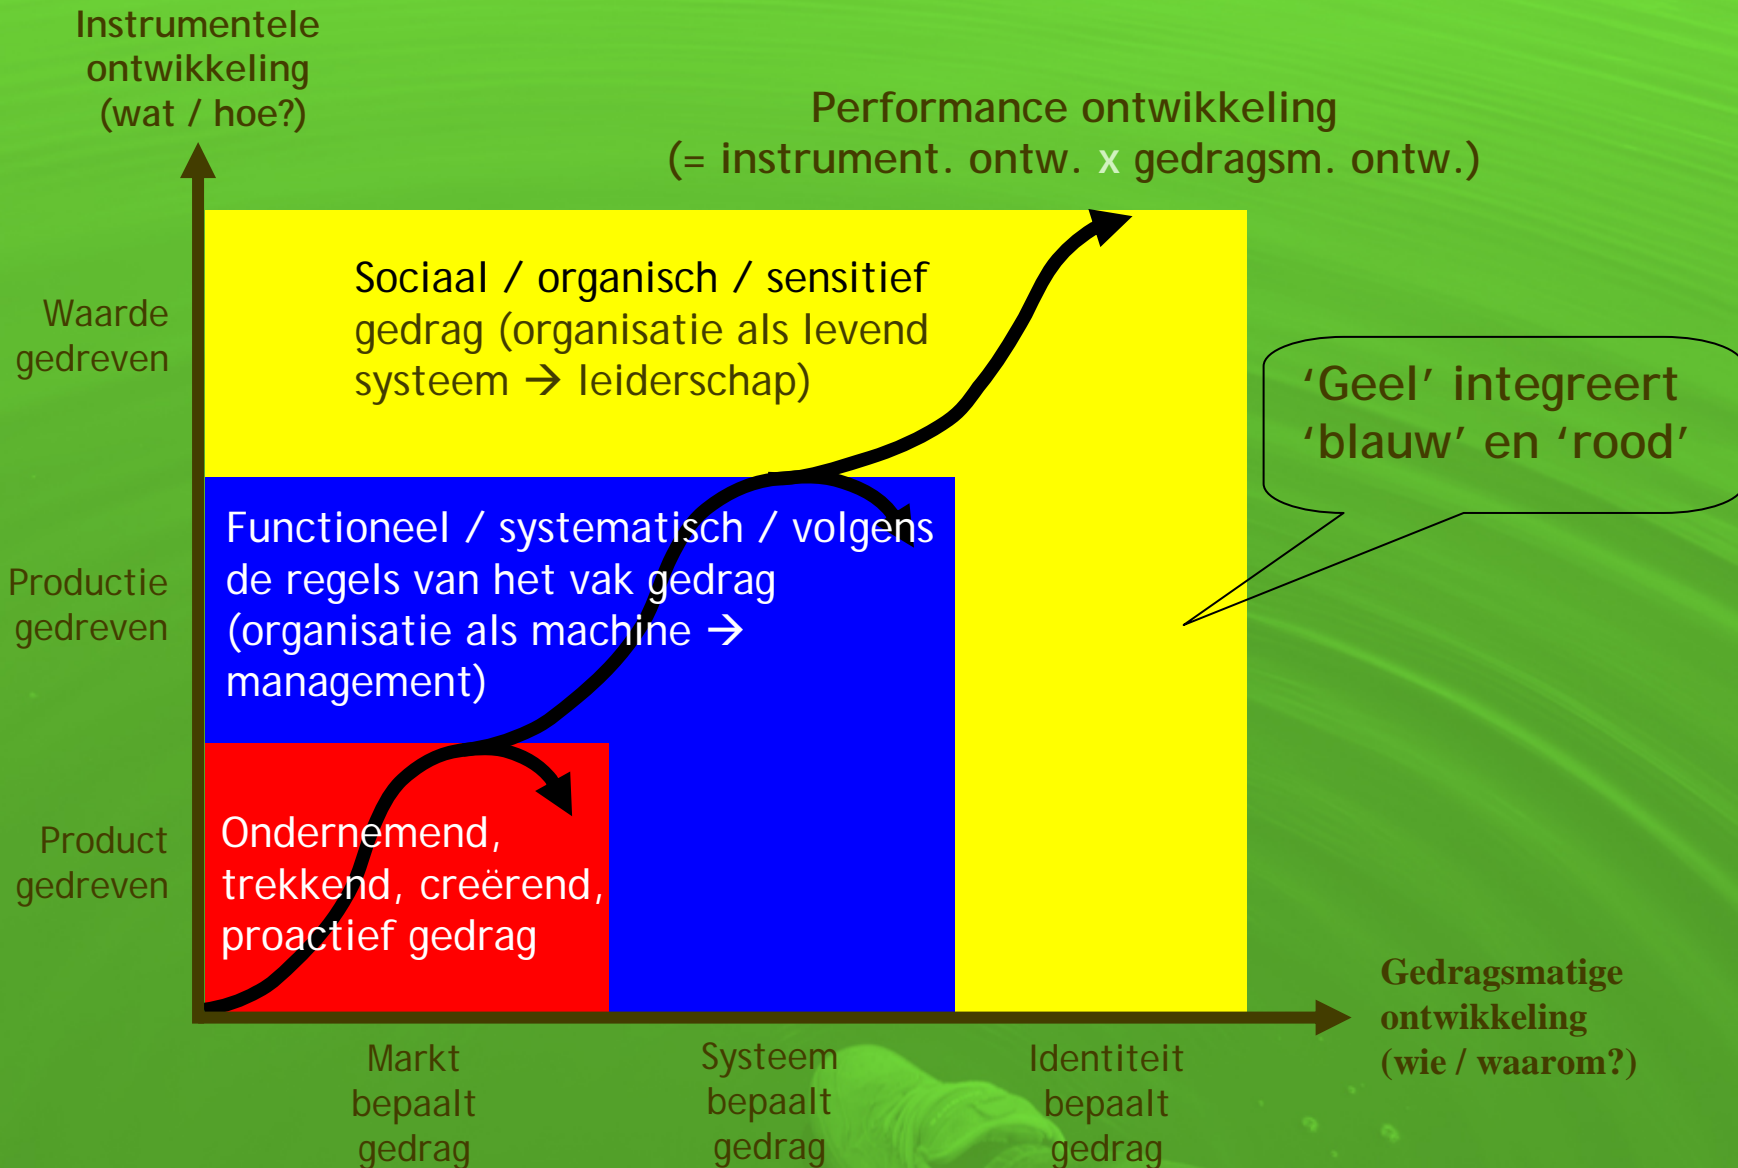 Instrumentele
ontwikkeling
(wat / hoe?)
Performance ontwikkeling
(= instrument. ontw. x gedragsm. ontw.)
Waarde
gedreven
Sociaal / organisch / sensitief
gedrag (organisatie als levend
systeem → leiderschap)
‘Geel’ integreert
‘blauw’ en ‘rood’
Productie
gedreven
Functioneel / systematisch / volgens
de regels van het vak gedrag
(organisatie als machine →
management)
Product
gedreven
Ondernemend,
trekkend, creërend,
proactief gedrag
Gedragsmatige
ontwikkeling
(wie / waarom?)
Markt
bepaalt
gedrag
Systeem
bepaalt
gedrag
Identiteit
bepaalt
gedrag